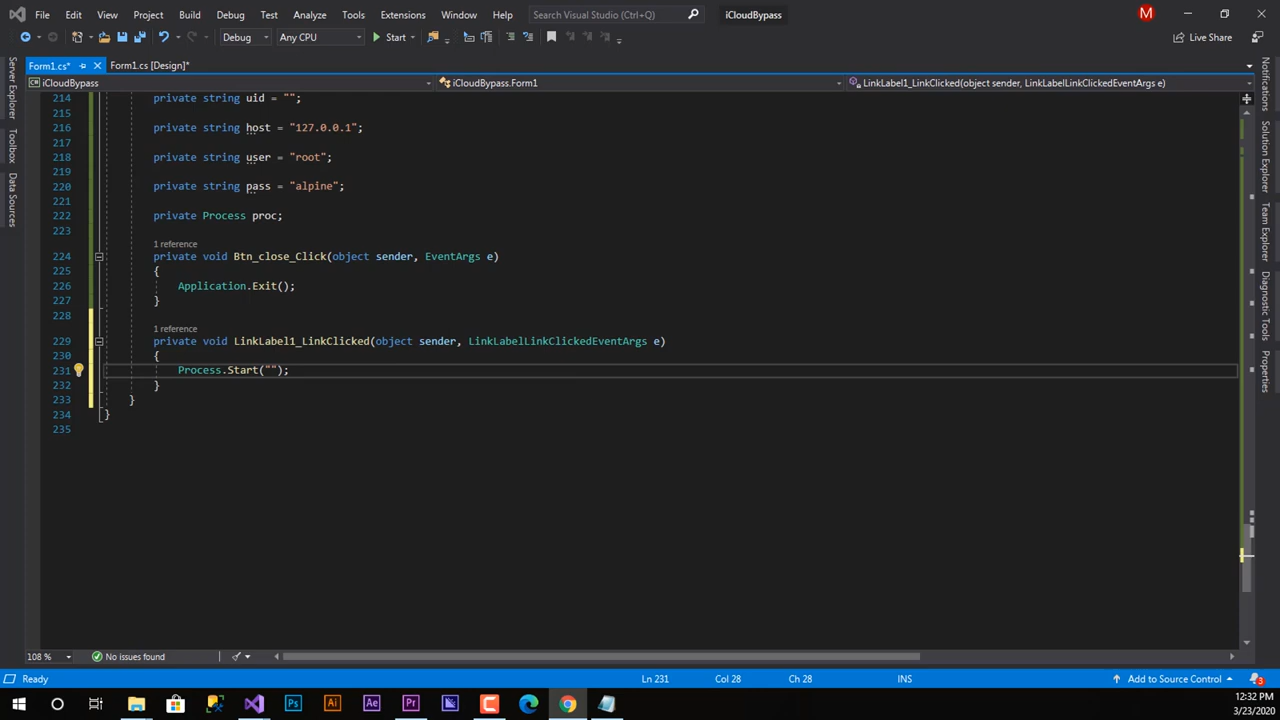 File Edit View Project Build Debug Test Analyze Tools Extensions Window Help Search Visual Studio (Ctrl+Q) iCloudBypass M
Debug Any CPU Start Live Share
Form1.cs* Form1.cs [Design]*
iCloudBypass iCloudBypass.Form1 LinkLabel1_LinkClicked(object sender, LinkLabelLinkClickedEventArgs e)
Server Explorer
Toolbox
Data Sources
214 private string uid = "";
215
216 private string host = "127.0.0.1";
217
218 private string user = "root";
219
220 private string pass = "alpine";
221
222 private Process proc;
223
1 reference
224 private void Btn_close_Click(object sender, EventArgs e)
225 {
226 Application.Exit();
227 }
228
1 reference
229 private void LinkLabel1_LinkClicked(object sender, LinkLabelLinkClickedEventArgs e)
230 {
231 Process.Start("");
232 }
233 }
234 }
235
Notifications
Solution Explorer
Team Explorer
Diagnostic Tools
Properties
108 % No issues found
Ready Ln 231 Col 28 Ch 28 INS Add to Source Control 3
Ps Ai Ae Pr
12:32 PM
3/23/2020